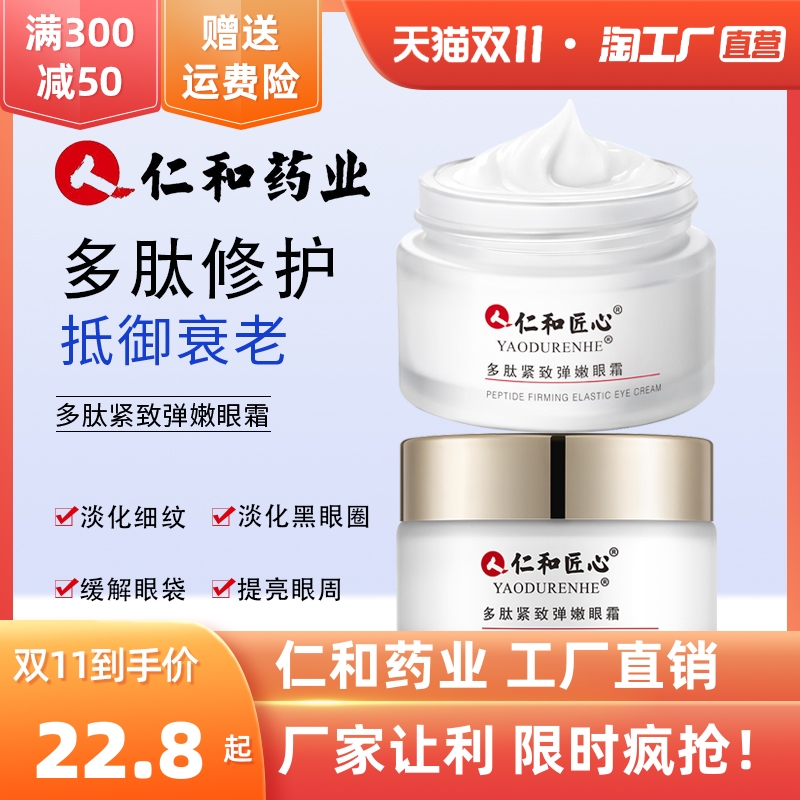 满300
减50
赠送
运费险
天猫双11 · 淘工厂 直营
仁和药业
多肽修护
抵御衰老
多肽紧致弹嫩眼霜
淡化细纹
淡化黑眼圈
缓解眼袋
提亮眼周
仁和匠心®
YAODURENHE®
多肽紧致弹嫩眼霜
PEPTIDE FIRMING ELASTIC EYE CREAM
仁和匠心®
YAODURENHE®
多肽紧致弹嫩眼霜
双11到手价
22.8起
仁和药业 工厂直销
厂家让利 限时疯抢！